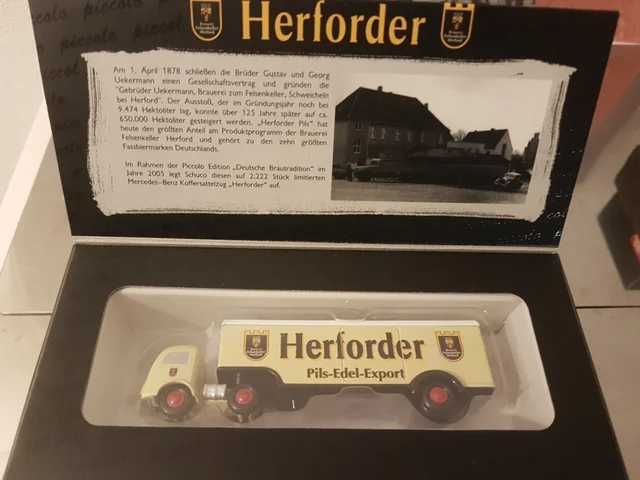 piccolo piccolo piccolo
Herforder
Am 1. April 1878 schließen die Brüder Gustav und Georg
Uekermann einen Gesellschaftsvertrag und gründen die
"Gebrüder Uekermann, Brauerei zum Felsenkeller, Schweicheln
bei Herford". Der Ausstoß, der im Gründungsjahr noch bei
9.474 Hektoliter lag, konnte über 125 Jahre später auf ca.
650.000 Hektoliter gesteigert werden. „Herforder Pils" hat
heute den größten Anteil am Produktprogramm der Brauerei
Felsenkeller Herford und gehört zu den zehn größten
Fassbiermarken Deutschlands.
Im Rahmen der Piccolo Edition „Deutsche Brautradition" im
Jahre 2005 legt Schuco diesen auf 2.222 Stück limitierten
Mercedes-Benz Koffersattelzug „Herforder" auf.
Herforder
Pils-Edel-Export